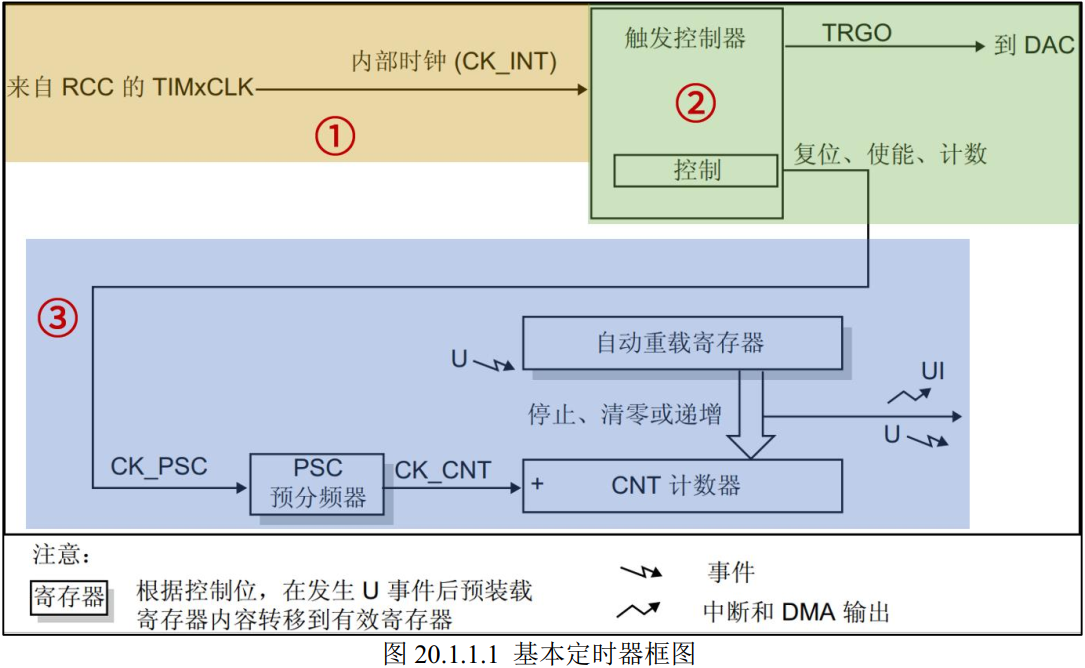 触发控制器
TRGO
到 DAC
内部时钟 (CK_INT)
来自 RCC 的 TIMxCLK
①
②
控制
复位、使能、计数
③
自动重载寄存器
U
UI
停止、清零或递增
U
CK_PSC
PSC
预分频器
CK_CNT
+
CNT 计数器
注意：
寄存器
根据控制位，在发生 U 事件后预装载
寄存器内容转移到有效寄存器
事件
中断和 DMA 输出
图 20.1.1.1 基本定时器框图